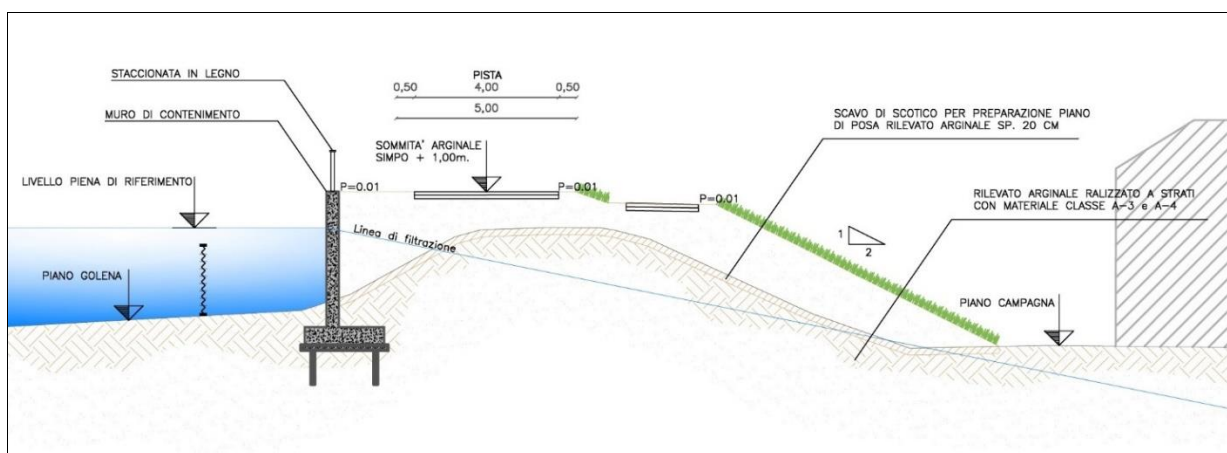 STACCIONATA IN LEGNO
MURO DI CONTENIMENTO
LIVELLO PIENA DI RIFERIMENTO
PIANO GOLENA
PISTA
0,50 4,00 0,50
5,00
SOMMITA' ARGINALE
SIMPO + 1,00m.
P=0.01
P=0.01
P=0.01
Linea di filtrazione
1
2
SCAVO DI SCOTICO PER PREPARAZIONE PIANO
DI POSA RILEVATO ARGINALE SP. 20 CM
RILEVATO ARGINALE RALIZZATO A STRATI
CON MATERIALE CLASSE A-3 e A-4
PIANO CAMPAGNA